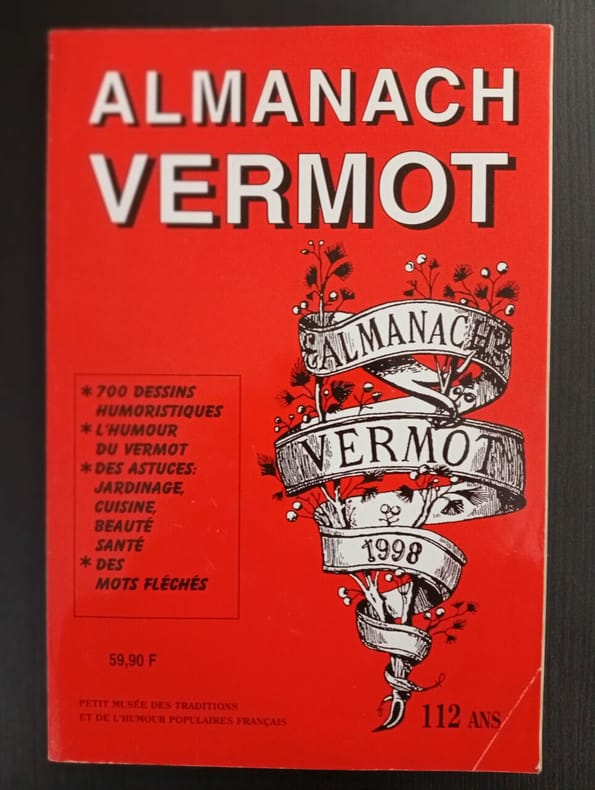 ALMANACH
VERMOT
ALMANACH
VERMOT
1998
* 700 DESSINS
HUMORISTIQUES
* L'HUMOUR
DU VERMOT
* DES ASTUCES:
JARDINAGE,
CUISINE,
BEAUTÉ
SANTÉ
* DES
MOTS FLÉCHÉS
59,90 F
PETIT MUSÉE DES TRADITIONS
ET DE L'HUMOUR POPULAIRES FRANÇAIS
112 ANS